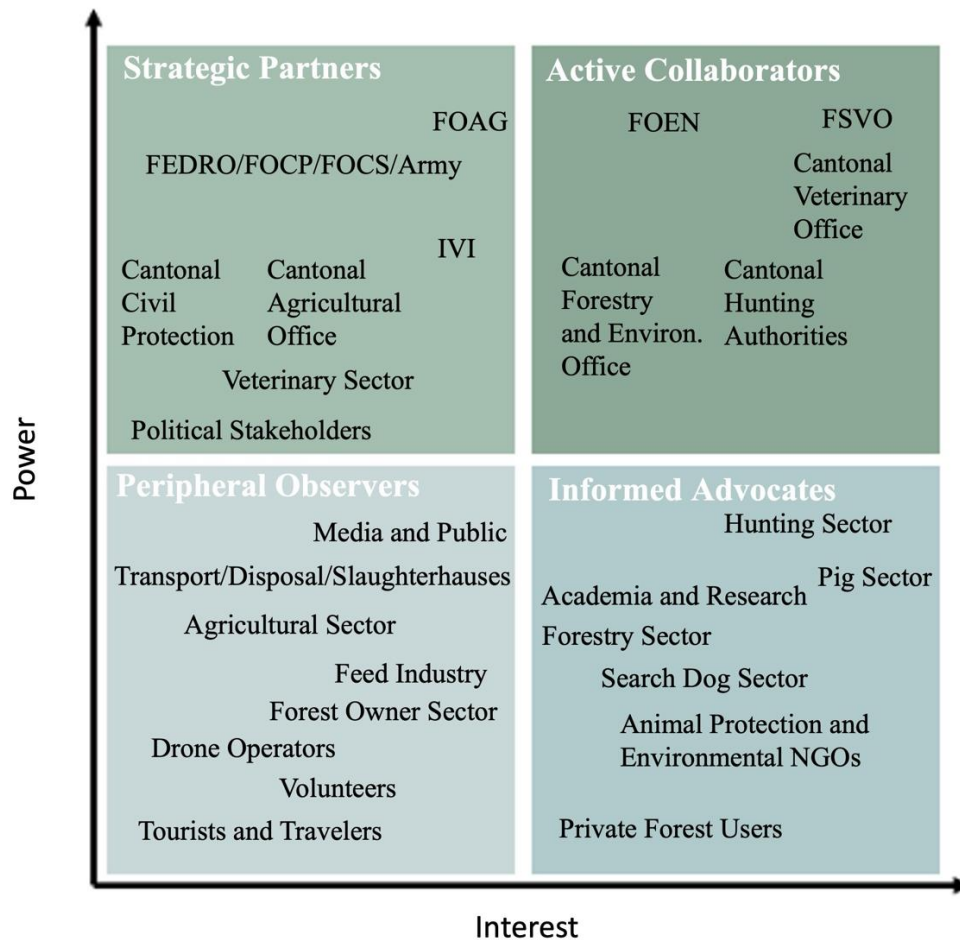 Power
Strategic Partners
FOAG
FEDRO/FOCP/FOCS/Army
IVI
Cantonal
Civil
Protection
Cantonal
Agricultural
Office
Veterinary Sector
Political Stakeholders
Active Collaborators
FOEN
FSVO
Cantonal
Veterinary
Office
Cantonal
Forestry
and Environ.
Office
Cantonal
Hunting
Authorities
Peripheral Observers
Media and Public
Transport/Disposal/Slaughterhauses
Agricultural Sector
Feed Industry
Forest Owner Sector
Drone Operators
Volunteers
Tourists and Travelers
Informed Advocates
Hunting Sector
Pig Sector
Academia and Research
Forestry Sector
Search Dog Sector
Animal Protection and
Environmental NGOs
Private Forest Users
Interest